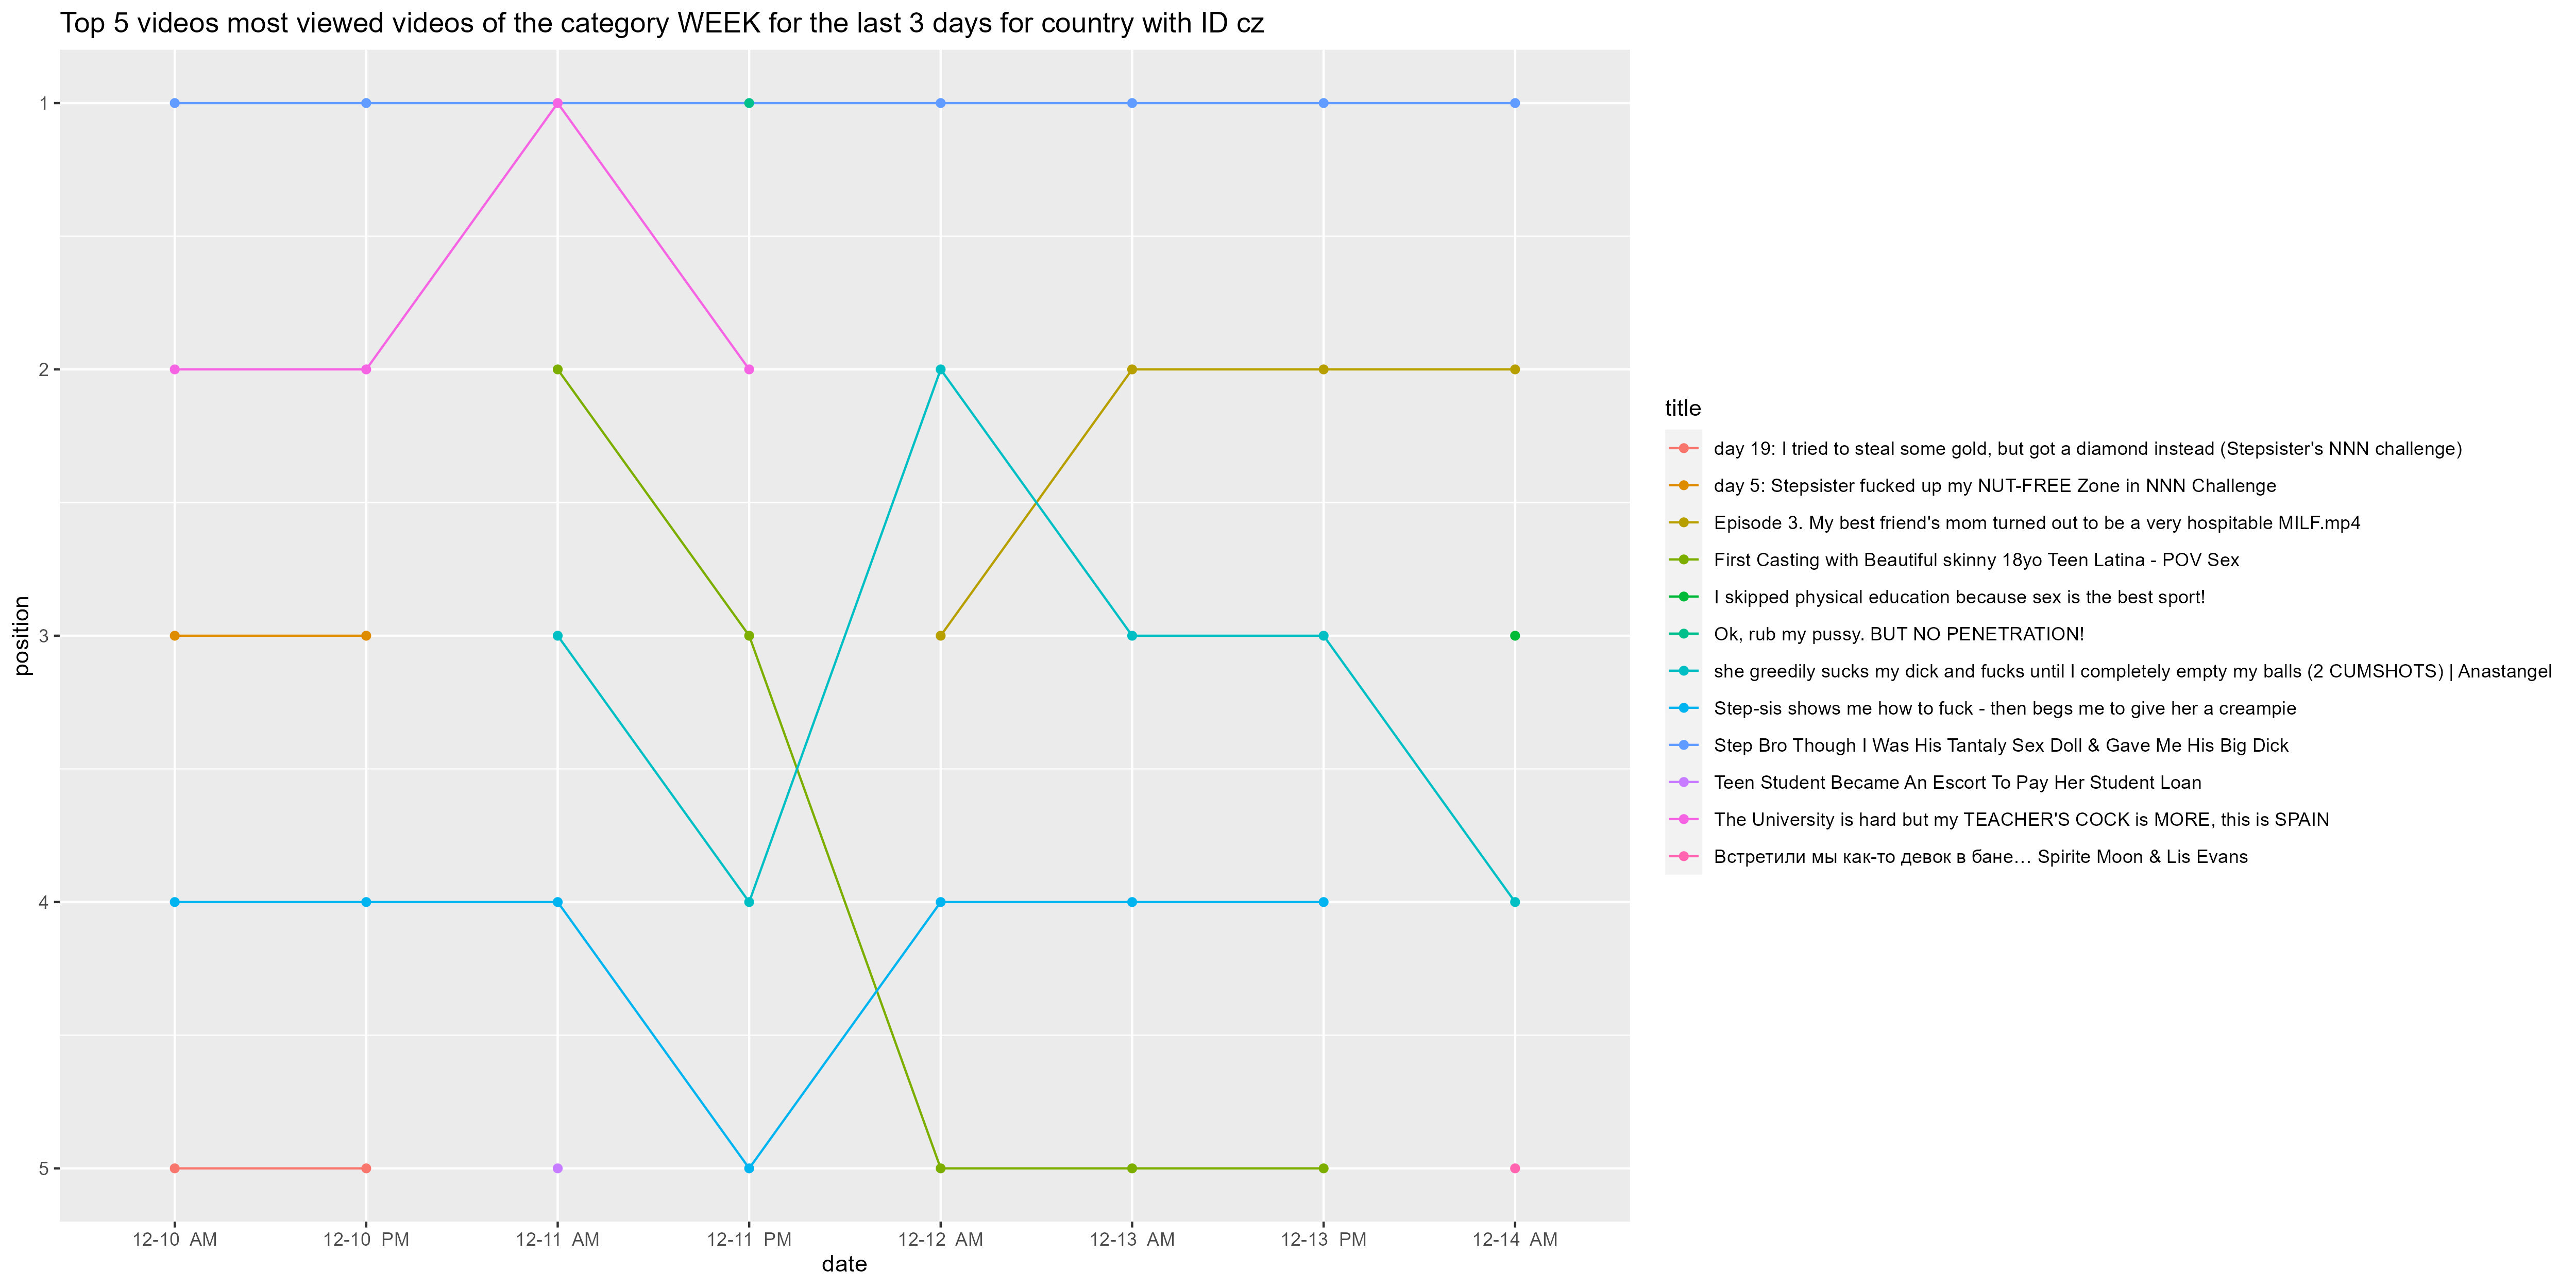 Top 5 videos most viewed videos of the category WEEK for the last 3 days for country with ID cz
1
2
3
4
5
position
12-10 AM
12-10 PM
12-11 AM
12-11 PM
12-12 AM
12-13 AM
12-13 PM
12-14 AM
date
title
day 19: I tried to steal some gold, but got a diamond instead (Stepsister's NNN challenge)
day 5: Stepsister fucked up my NUT-FREE Zone in NNN Challenge
Episode 3. My best friend's mom turned out to be a very hospitable MILF.mp4
First Casting with Beautiful skinny 18yo Teen Latina - POV Sex
I skipped physical education because sex is the best sport!
Ok, rub my pussy. BUT NO PENETRATION!
she greedily sucks my dick and fucks until I completely empty my balls (2 CUMSHOTS) | Anastangel
Step-sis shows me how to fuck - then begs me to give her a creampie
Step Bro Though I Was His Tantaly Sex Doll & Gave Me His Big Dick
Teen Student Became An Escort To Pay Her Student Loan
The University is hard but my TEACHER'S COCK is MORE, this is SPAIN
Встретили мы как-то девок в бане… Spirite Moon & Lis Evans